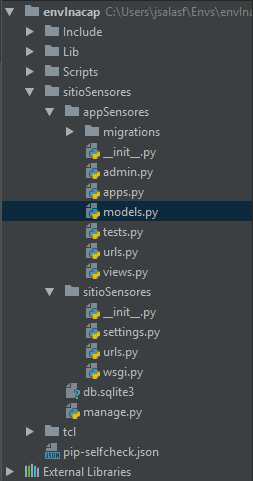 envInacap C:\Users\jsalasf\Envs\envInac
Include
Lib
Scripts
sitioSensores
appSensores
migrations
__init__.py
admin.py
apps.py
models.py
tests.py
urls.py
views.py
sitioSensores
__init__.py
settings.py
urls.py
wsgi.py
db.sqlite3
manage.py
tcl
pip-selfcheck.json
External Libraries